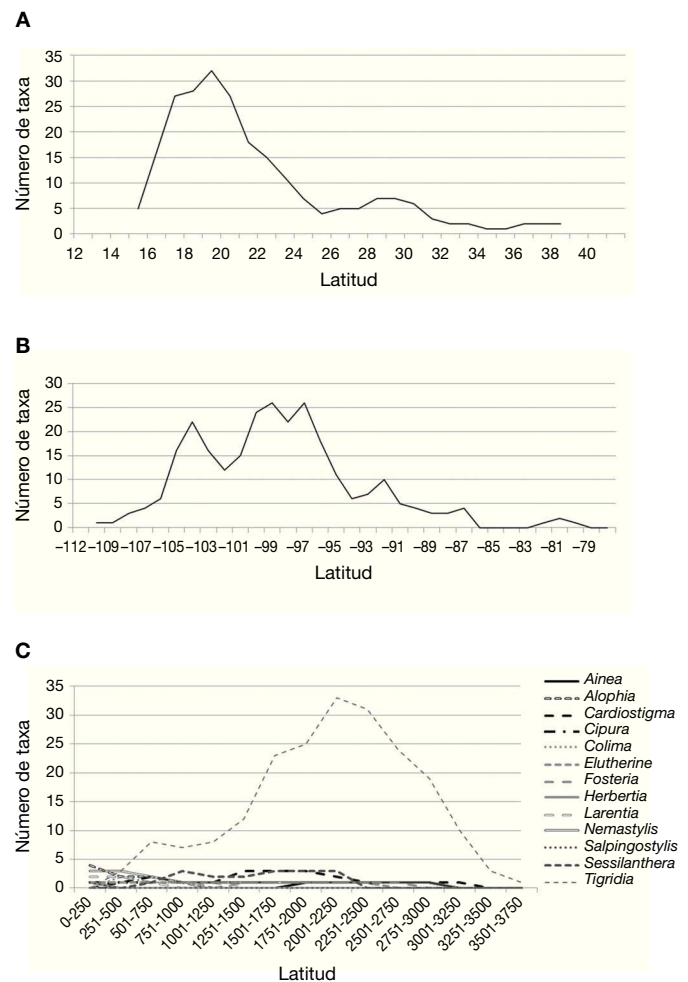 A
Número de taxa
35
30
25
20
15
10
5
0
12 14 16 18 20 22 24 26 28 30 32 34 36 38 40
Latitud
B
Número de taxa
30
25
20
15
10
5
0
–112–109–107–105–103–101 –99 –97 –95 –93 –91 –89 –87 –85 –83 –81 –79
Latitud
C
Número de taxa
35
30
25
20
15
10
5
0
0-250
251-500
501-750
751-1000
1001-1250
1251-1500
1501-1750
1751-2000
2001-2250
2251-2500
2501-2750
2751-3000
3001-3250
3251-3500
3501-3750
Latitud
Ainea
Alophia
Cardiostigma
Cipura
Colima
Elutherine
Fosteria
Herbertia
Larentia
Nemastylis
Salpingostylis
Sessilanthera
Tigridia